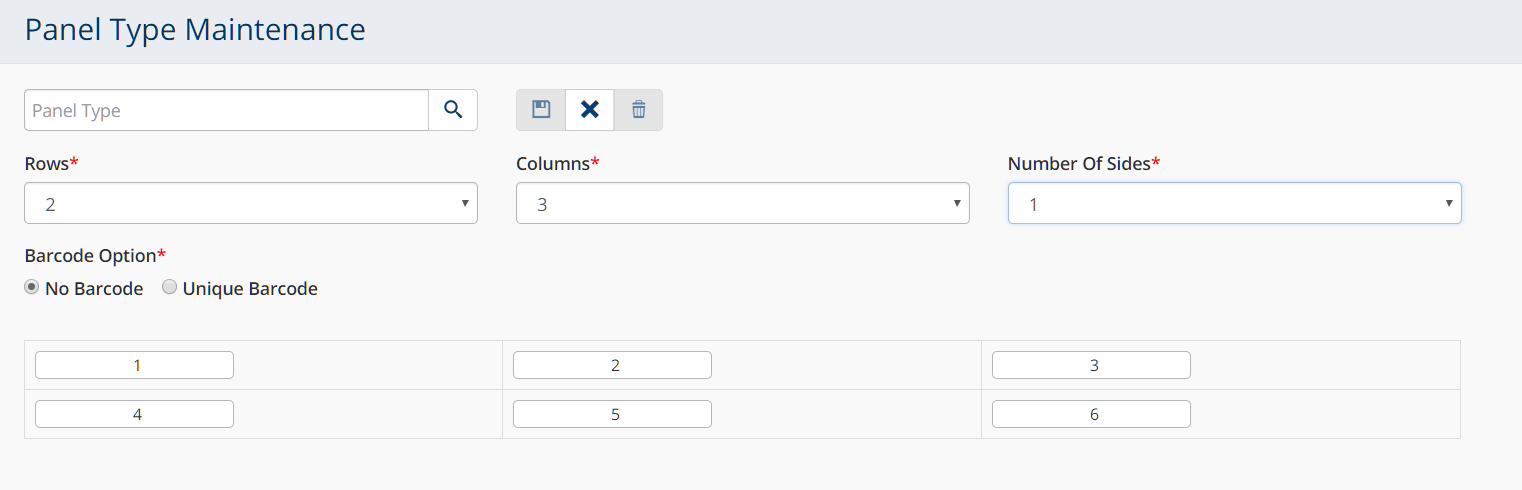 Panel Type Maintenance
Panel Type
Rows* Columns* Number Of Sides*
2 3 1
Barcode Option*
No Barcode Unique Barcode
1 2 3
4 5 6